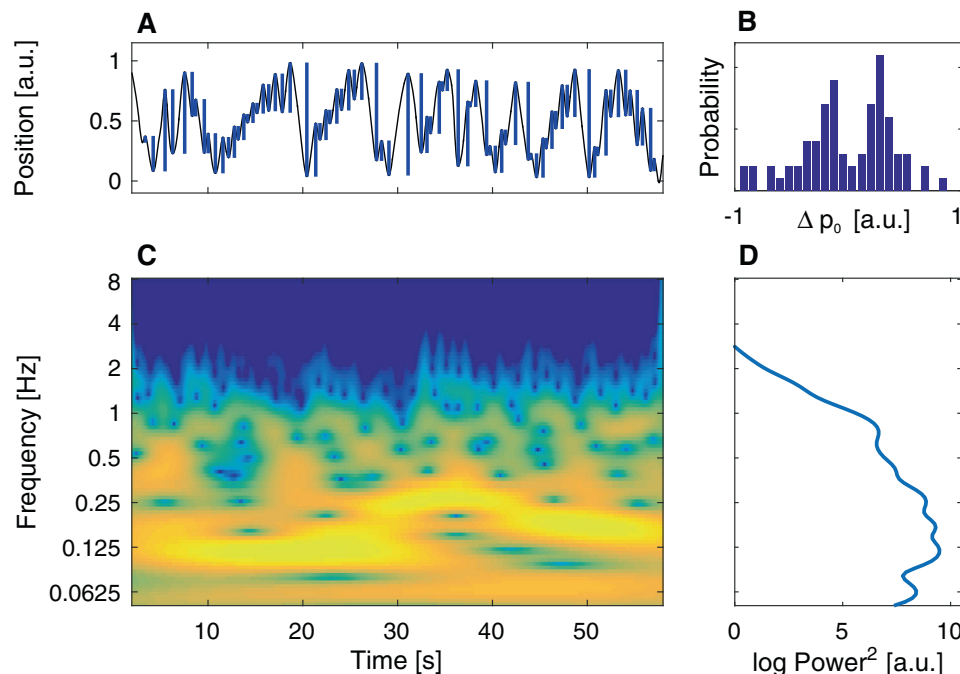 A
Position [a.u.]
1
0.5
0
B
Probability
-1
1
Δ p₀ [a.u.]
C
Frequency [Hz]
8
4
2
1
0.5
0.25
0.125
0.0625
10
20
30
40
50
Time [s]
D
0
5
10
log Power² [a.u.]